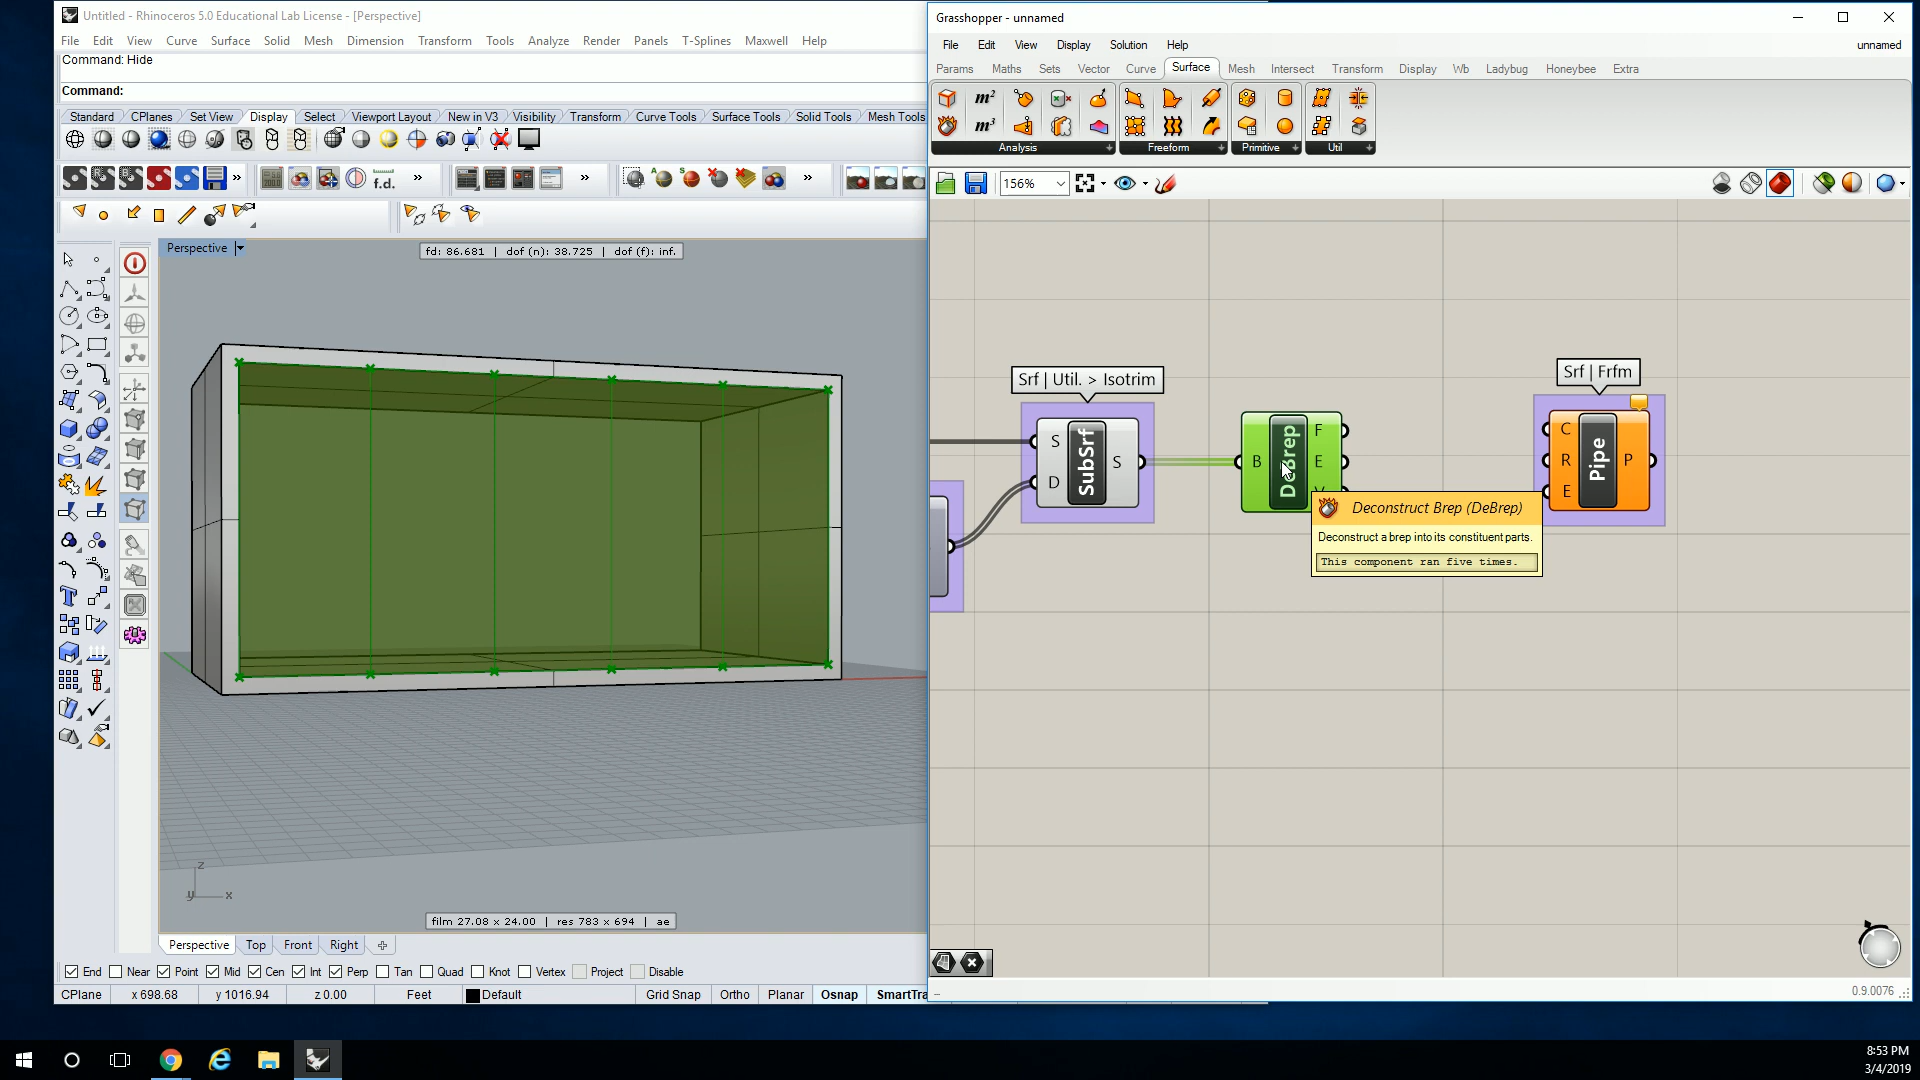 Untitled - Rhinoceros 5.0 Educational Lab License - [Perspective]
File Edit View Curve Surface Solid Mesh Dimension Transform Tools Analyze Render Panels T-Splines Maxwell Help
Command: Hide
Command:
Standard CPlanes Set View Display Select Viewport Layout New in V3 Visibility Transform Curve Tools Surface Tools Solid Tools Mesh Tools
f.d.
Perspective
fd: 86.681 | dof (n): 38.725 | dof (f): inf.
z
y x
film 27.08 x 24.00 | res 783 x 694 | ae
Perspective Top Front Right
End Near Point Mid Cen Int Perp Tan Quad Knot Vertex Project Disable
CPlane x 698.68 y 1016.94 z 0.00 Feet Default Grid Snap Ortho Planar Osnap SmartTra
Grasshopper - unnamed
File Edit View Display Solution Help unnamed
Params Maths Sets Vector Curve Surface Mesh Intersect Transform Display Wb Ladybug Honeybee Extra
m²
m³
Analysis Freeform Primitive Util
156%
Srf | Util. > Isotrim
S D SubSrf S
B DeBrep F E V
Srf | Frfm
C R E Pipe P
Deconstruct Brep (DeBrep)
Deconstruct a brep into its constituent parts.
This component ran five times.
0.9.0076
8:53 PM
3/4/2019